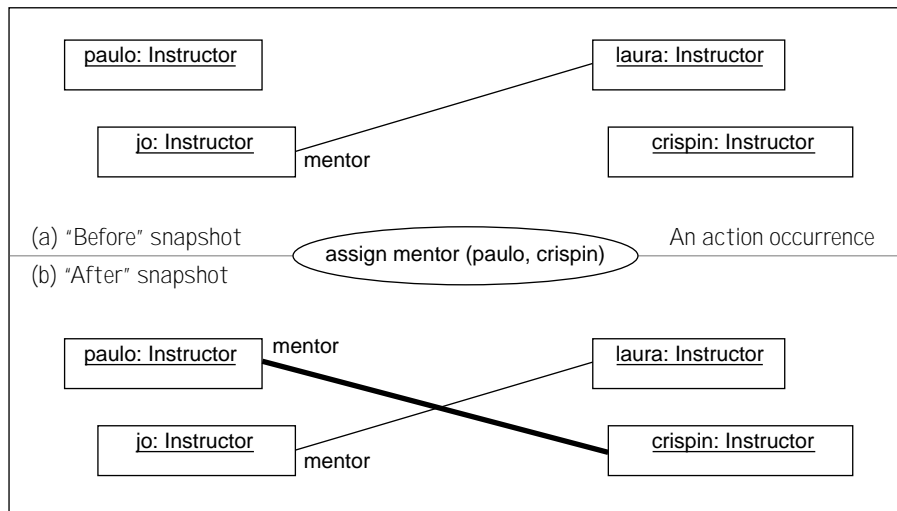 paulo: Instructor
laura: Instructor
jo: Instructor
mentor
crispin: Instructor
(a) “Before” snapshot
assign mentor (paulo, crispin)
An action occurrence
(b) “After” snapshot
paulo: Instructor
mentor
laura: Instructor
jo: Instructor
mentor
crispin: Instructor